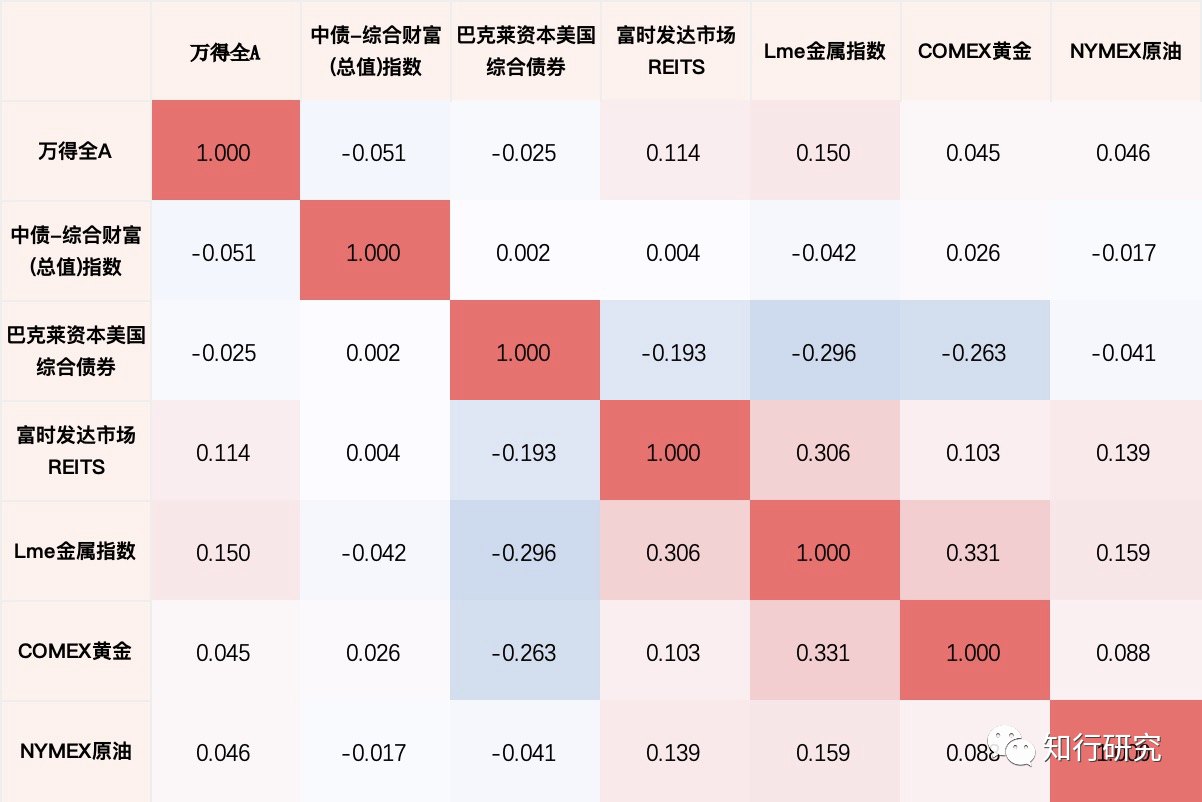 万得全A 中债-综合财富 巴克莱资本美国 富时发达市场 Lme金属指数 COMEX黄金 NYMEX原油
(总值)指数 综合债券 REITS
万得全A 1.000 -0.051 -0.025 0.114 0.150 0.045 0.046
中债-综合财富
(总值)指数 -0.051 1.000 0.002 0.004 -0.042 0.026 -0.017
巴克莱资本美国
综合债券 -0.025 0.002 1.000 -0.193 -0.296 -0.263 -0.041
富时发达市场
REITS 0.114 0.004 -0.193 1.000 0.306 0.103 0.139
Lme金属指数 0.150 -0.042 -0.296 0.306 1.000 0.331 0.159
COMEX黄金 0.045 0.026 -0.263 0.103 0.331 1.000 0.088
NYMEX原油 0.046 -0.017 -0.041 0.139 0.159 0.088 1.000
知行研究